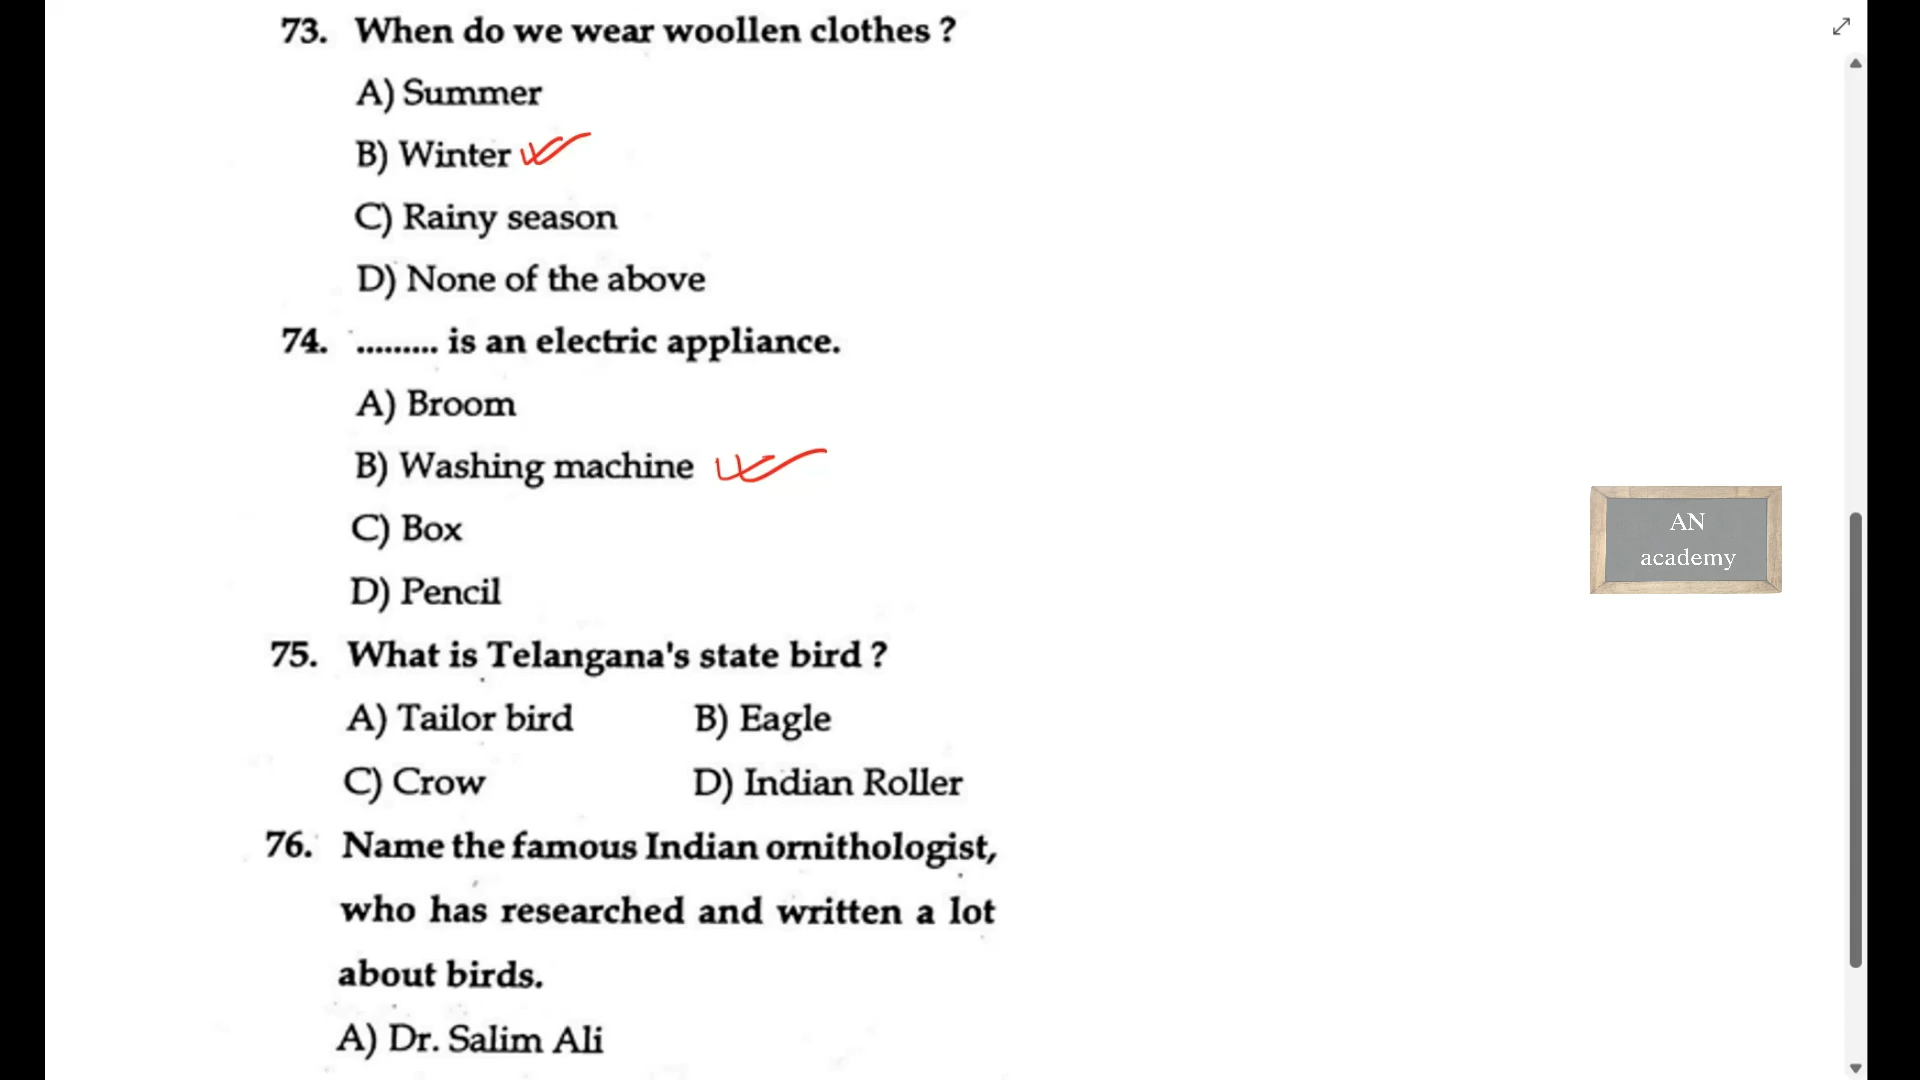 73. When do we wear woollen clothes ?
A) Summer
B) Winter
C) Rainy season
D) None of the above
74. ......... is an electric appliance.
A) Broom
B) Washing machine
C) Box
D) Pencil
75. What is Telangana's state bird ?
A) Tailor bird B) Eagle
C) Crow D) Indian Roller
76. Name the famous Indian ornithologist,
who has researched and written a lot
about birds.
A) Dr. Salim Ali
AN
academy